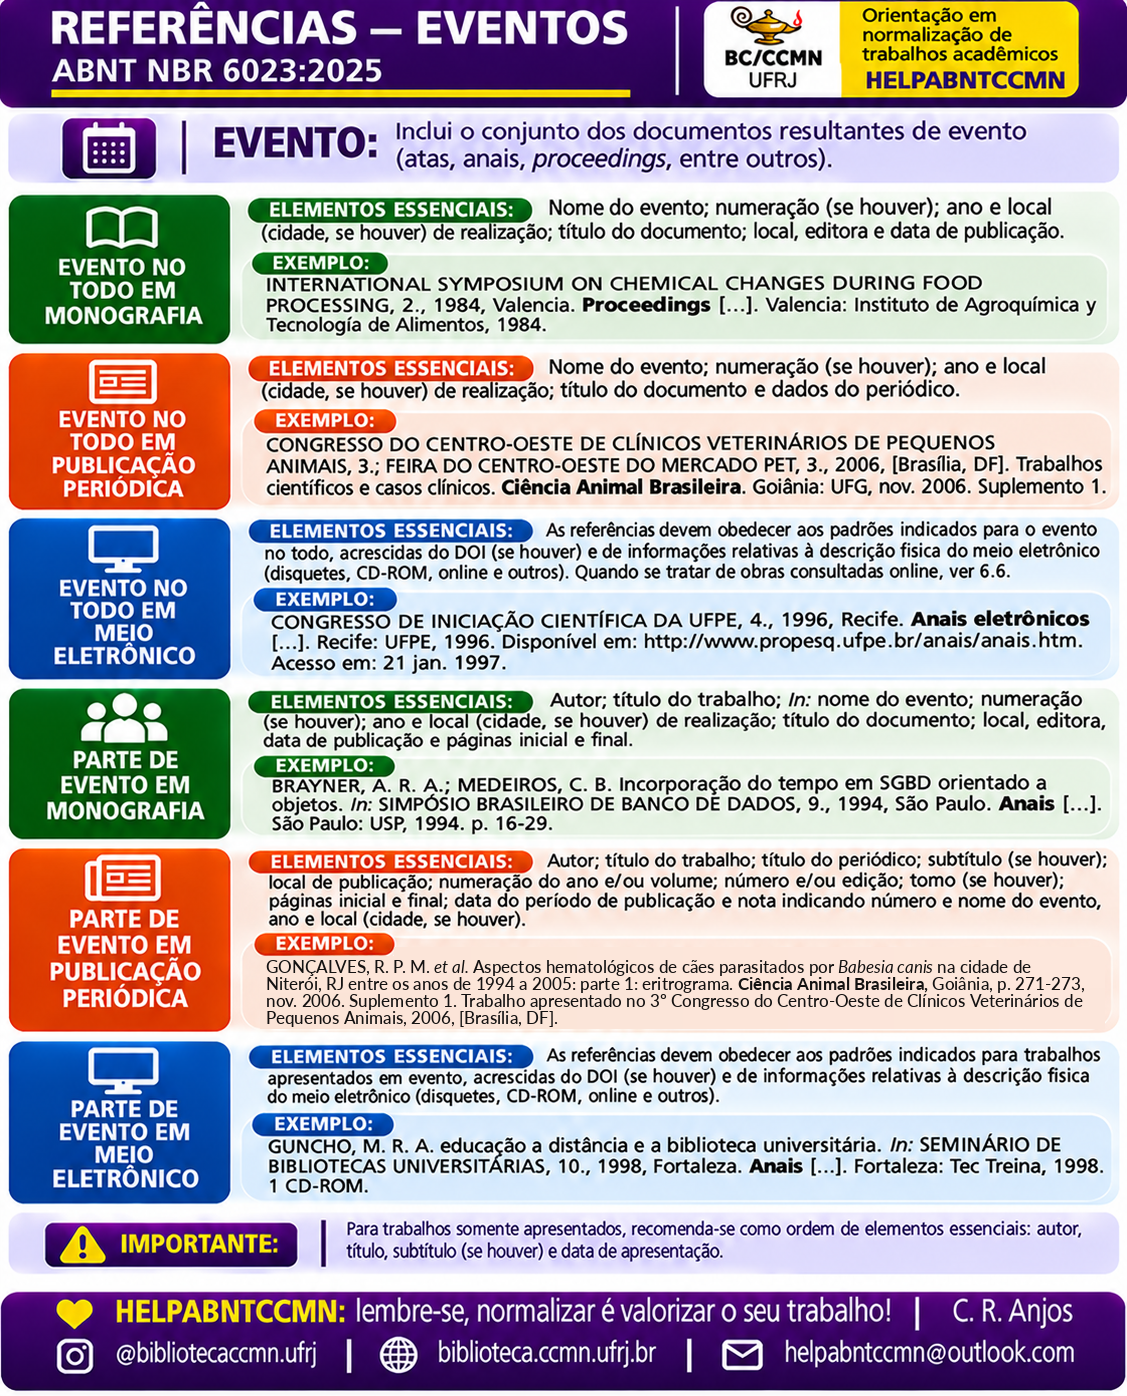 REFERÊNCIAS – EVENTOS
ABNT NBR 6023:2025
BC/CCMN
UFRJ
Orientação em
normalização de
trabalhos acadêmicos
HELPABNTCCMN
EVENTO: Inclui o conjunto dos documentos resultantes de evento
(atas, anais, proceedings, entre outros).
EVENTO NO
TODO EM
MONOGRAFIA
ELEMENTOS ESSENCIAIS: Nome do evento; numeração (se houver); ano e local
(cidade, se houver) de realização; título do documento; local, editora e data de publicação.
EXEMPLO:
INTERNATIONAL SYMPOSIUM ON CHEMICAL CHANGES DURING FOOD
PROCESSING, 2., 1984, Valencia. Proceedings [...]. Valencia: Instituto de Agroquímica y
Tecnología de Alimentos, 1984.
EVENTO NO
TODO EM
PUBLICAÇÃO
PERIÓDICA
ELEMENTOS ESSENCIAIS: Nome do evento; numeração (se houver); ano e local
(cidade, se houver) de realização; título do documento e dados do periódico.
EXEMPLO:
CONGRESSO DO CENTRO-OESTE DE CLÍNICOS VETERINÁRIOS DE PEQUENOS
ANIMAIS, 3.; FEIRA DO CENTRO-OESTE DO MERCADO PET, 3., 2006, [Brasília, DF]. Trabalhos
científicos e casos clínicos. Ciência Animal Brasileira. Goiânia: UFG, nov. 2006. Suplemento 1.
EVENTO NO
TODO EM
MEIO
ELETRÔNICO
ELEMENTOS ESSENCIAIS: As referências devem obedecer aos padrões indicados para o evento
no todo, acrescidas do DOI (se houver) e de informações relativas à descrição física do meio eletrônico
(disquetes, CD-ROM, online e outros). Quando se tratar de obras consultadas online, ver 6.6.
EXEMPLO:
CONGRESSO DE INICIAÇÃO CIENTÍFICA DA UFPE, 4., 1996, Recife. Anais eletrônicos
[...]. Recife: UFPE, 1996. Disponível em: http://www.propesq.ufpe.br/anais/anais.htm.
Acesso em: 21 jan. 1997.
PARTE DE
EVENTO EM
MONOGRAFIA
ELEMENTOS ESSENCIAIS: Autor; título do trabalho; In: nome do evento; numeração
(se houver); ano e local (cidade, se houver) de realização; título do documento; local, editora,
data de publicação e páginas inicial e final.
EXEMPLO:
BRAYNER, A. R. A.; MEDEIROS, C. B. Incorporação do tempo em SGBD orientado a
objetos. In: SIMPÓSIO BRASILEIRO DE BANCO DE DADOS, 9., 1994, São Paulo. Anais [...].
São Paulo: USP, 1994. p. 16-29.
PARTE DE
EVENTO EM
PUBLICAÇÃO
PERIÓDICA
ELEMENTOS ESSENCIAIS: Autor; título do trabalho; título do periódico; subtítulo (se houver);
local de publicação; numeração do ano e/ou volume; número e/ou edição; tomo (se houver);
páginas inicial e final; data do período de publicação e nota indicando número e nome do evento,
ano e local (cidade, se houver).
EXEMPLO:
GONÇALVES, R. P. M. et al. Aspectos hematológicos de cães parasitados por Babesia canis na cidade de
Niterói, RJ entre os anos de 1994 a 2005: parte 1: eritrograma. Ciência Animal Brasileira, Goiânia, p. 271-273,
nov. 2006. Suplemento 1. Trabalho apresentado no 3º Congresso do Centro-Oeste de Clínicos Veterinários de
Pequenos Animais, 2006, [Brasília, DF].
PARTE DE
EVENTO EM
MEIO
ELETRÔNICO
ELEMENTOS ESSENCIAIS: As referências devem obedecer aos padrões indicados para trabalhos
apresentados em evento, acrescidas do DOI (se houver) e de informações relativas à descrição física
do meio eletrônico (disquetes, CD-ROM, online e outros).
EXEMPLO:
GUNCHO, M. R. A. educação a distância e a biblioteca universitária. In: SEMINÁRIO DE
BIBLIOTECAS UNIVERSITÁRIAS, 10., 1998, Fortaleza. Anais [...]. Fortaleza: Tec Treina, 1998.
1 CD-ROM.
IMPORTANTE: Para trabalhos somente apresentados, recomenda-se como ordem de elementos essenciais: autor,
título, subtítulo (se houver) e data de apresentação.
HELPABNTCCMN: lembre-se, normalizar é valorizar o seu trabalho! | C. R. Anjos
@bibliotecaccmn.ufrj | biblioteca.ccmn.ufrj.br | helpabntccmn@outlook.com